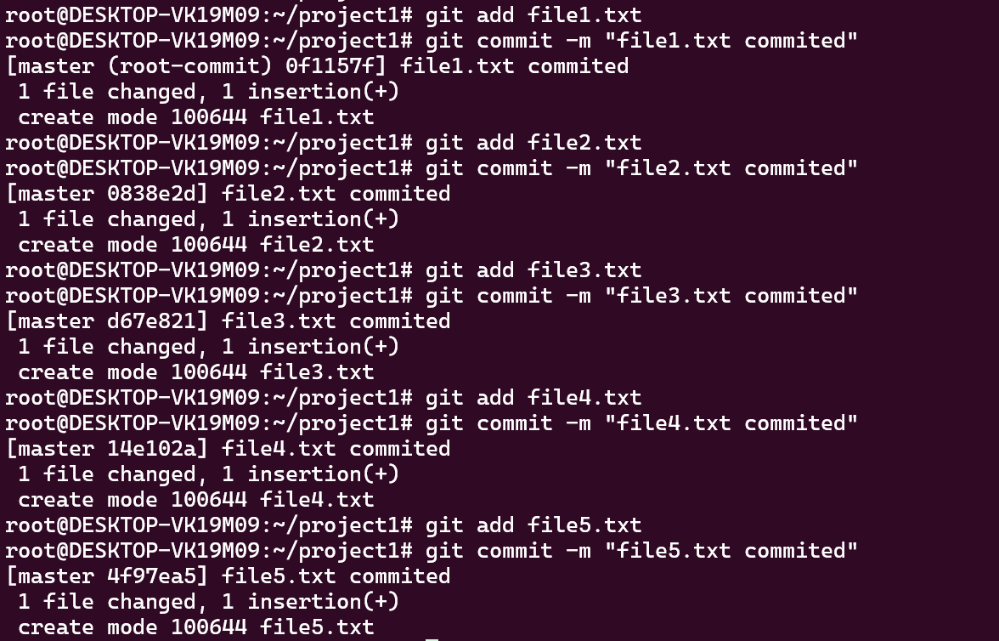 root@DESKTOP-VK19M09:~/project1# git add file1.txt
root@DESKTOP-VK19M09:~/project1# git commit -m "file1.txt commited"
[master (root-commit) 0f1157f] file1.txt commited
 1 file changed, 1 insertion(+)
 create mode 100644 file1.txt
root@DESKTOP-VK19M09:~/project1# git add file2.txt
root@DESKTOP-VK19M09:~/project1# git commit -m "file2.txt commited"
[master 0838e2d] file2.txt commited
 1 file changed, 1 insertion(+)
 create mode 100644 file2.txt
root@DESKTOP-VK19M09:~/project1# git add file3.txt
root@DESKTOP-VK19M09:~/project1# git commit -m "file3.txt commited"
[master d67e821] file3.txt commited
 1 file changed, 1 insertion(+)
 create mode 100644 file3.txt
root@DESKTOP-VK19M09:~/project1# git add file4.txt
root@DESKTOP-VK19M09:~/project1# git commit -m "file4.txt commited"
[master 14e102a] file4.txt commited
 1 file changed, 1 insertion(+)
 create mode 100644 file4.txt
root@DESKTOP-VK19M09:~/project1# git add file5.txt
root@DESKTOP-VK19M09:~/project1# git commit -m "file5.txt commited"
[master 4f97ea5] file5.txt commited
 1 file changed, 1 insertion(+)
 create mode 100644 file5.txt